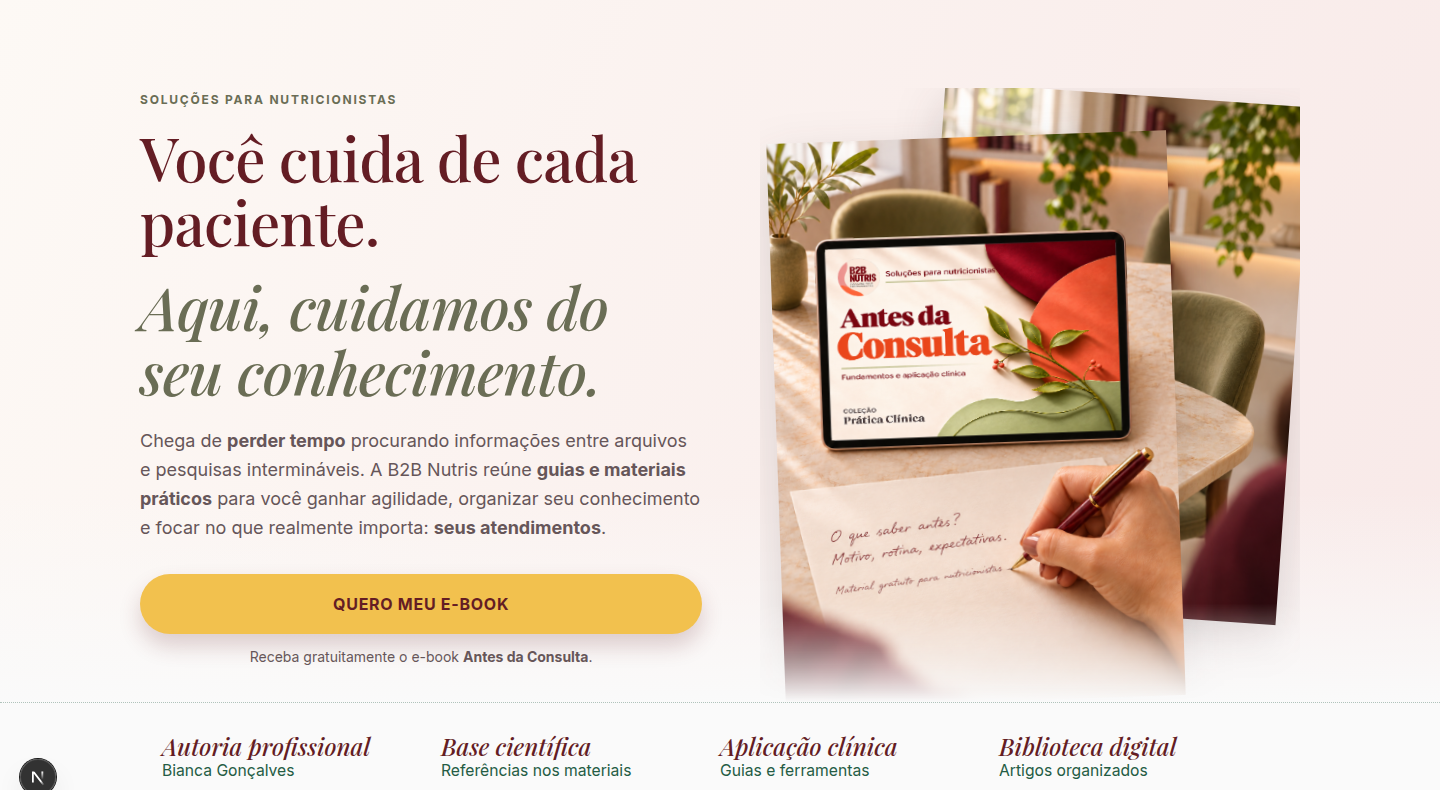 SOLUÇÕES PARA NUTRICIONISTAS
Você cuida de cada
paciente.
Aqui, cuidamos do
seu conhecimento.
Chega de perder tempo procurando informações entre arquivos
e pesquisas intermináveis. A B2B Nutris reúne guias e materiais
práticos para você ganhar agilidade, organizar seu conhecimento
e focar no que realmente importa: seus atendimentos.
QUERO MEU E-BOOK
Receba gratuitamente o e-book Antes da Consulta.
B2B
NUTRIS
Soluções para nutricionistas
Antes da
Consulta
Fundamentos e aplicação clínica
COLEÇÃO
Prática Clínica
O que saber antes?
Motivo, rotina, expectativas.
Material gratuito para nutricionistas
Autoria profissional
Bianca Gonçalves
Base científica
Referências nos materiais
Aplicação clínica
Guias e ferramentas
Biblioteca digital
Artigos organizados
N